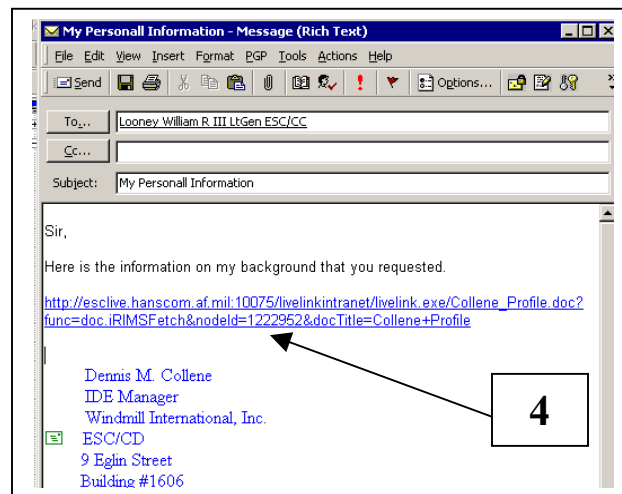 My Personall Information - Message (Rich Text)
File Edit View Insert Format PGP Tools Actions Help
Send Options...
To... Looney William R III LtGen ESC/CC
Cc...
Subject: My Personall Information
Sir,
Here is the information on my background that you requested.
http://esclive.hanscom.af.mil:10075/livelinkintranet/livelink.exe/Collene_Profile.doc?
func=doc.iRIMSFetch&nodeId=1222952&docTitle=Collene+Profile
Dennis M. Collene
IDE Manager
Windmill International, Inc.
ESC/CD
9 Eglin Street
Building #1606
4